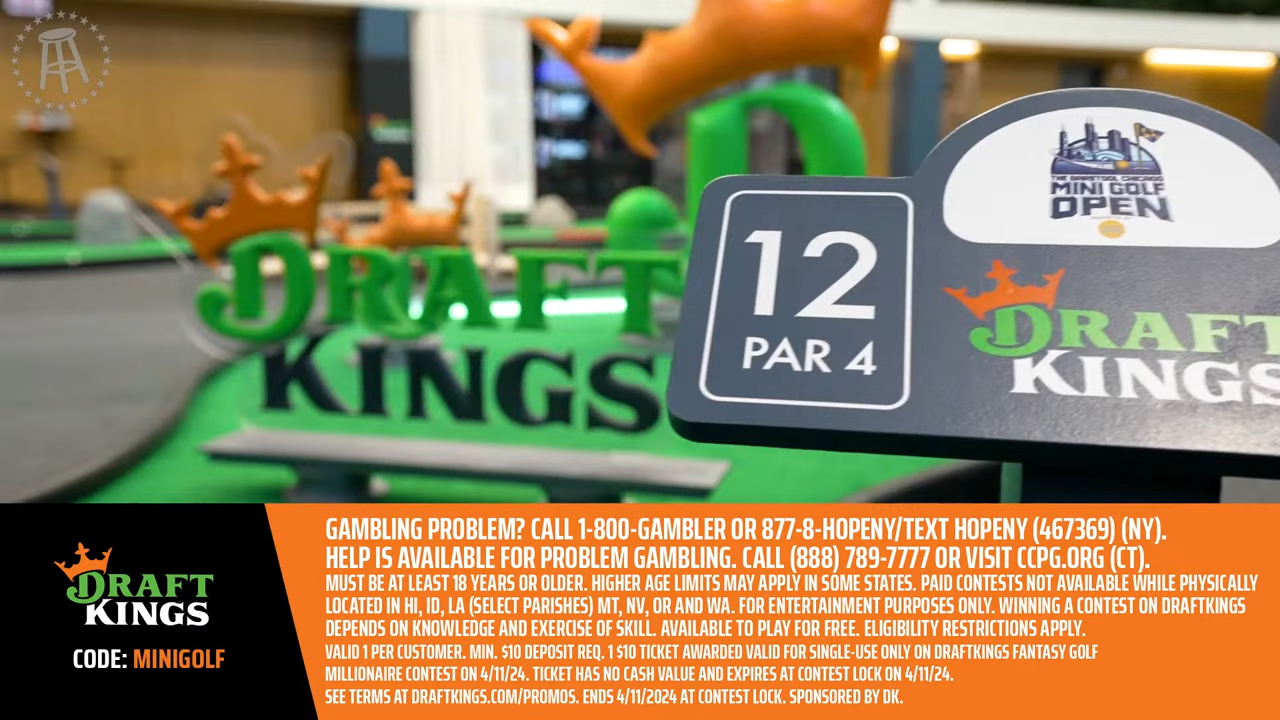 THE BARSTOOL CHICAGO
MINI GOLF
OPEN
12
PAR 4
DRAFT
KINGS
DRAFT
KINGS
DRAFT
KINGS
CODE: MINIGOLF
GAMBLING PROBLEM? CALL 1-800-GAMBLER OR 877-8-HOPENY/TEXT HOPENY (467369) (NY).
HELP IS AVAILABLE FOR PROBLEM GAMBLING. CALL (888) 789-7777 OR VISIT CCPG.ORG (CT).
MUST BE AT LEAST 18 YEARS OR OLDER. HIGHER AGE LIMITS MAY APPLY IN SOME STATES. PAID CONTESTS NOT AVAILABLE WHILE PHYSICALLY
LOCATED IN HI, ID, LA (SELECT PARISHES) MT, NV, OR AND WA. FOR ENTERTAINMENT PURPOSES ONLY. WINNING A CONTEST ON DRAFTKINGS
DEPENDS ON KNOWLEDGE AND EXERCISE OF SKILL. AVAILABLE TO PLAY FOR FREE. ELIGIBILITY RESTRICTIONS APPLY.
VALID 1 PER CUSTOMER. MIN. $10 DEPOSIT REQ. 1 $10 TICKET AWARDED VALID FOR SINGLE-USE ONLY ON DRAFTKINGS FANTASY GOLF
MILLIONAIRE CONTEST ON 4/11/24. TICKET HAS NO CASH VALUE AND EXPIRES AT CONTEST LOCK ON 4/11/24.
SEE TERMS AT DRAFTKINGS.COM/PROMOS. ENDS 4/11/2024 AT CONTEST LOCK. SPONSORED BY DK.